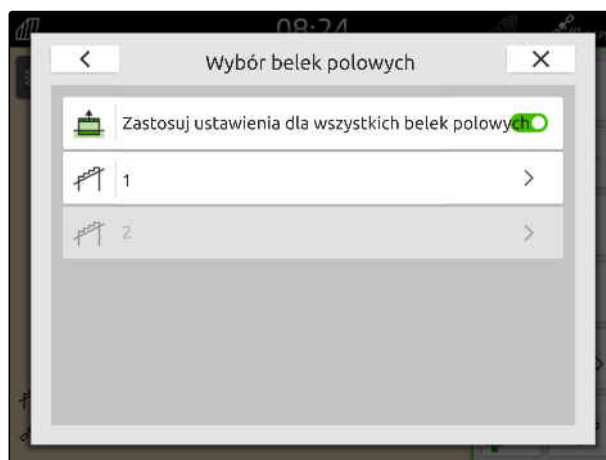 08:24
Wybór belek polowych
Zastosuj ustawienia dla wszystkich belek polowych
1
2